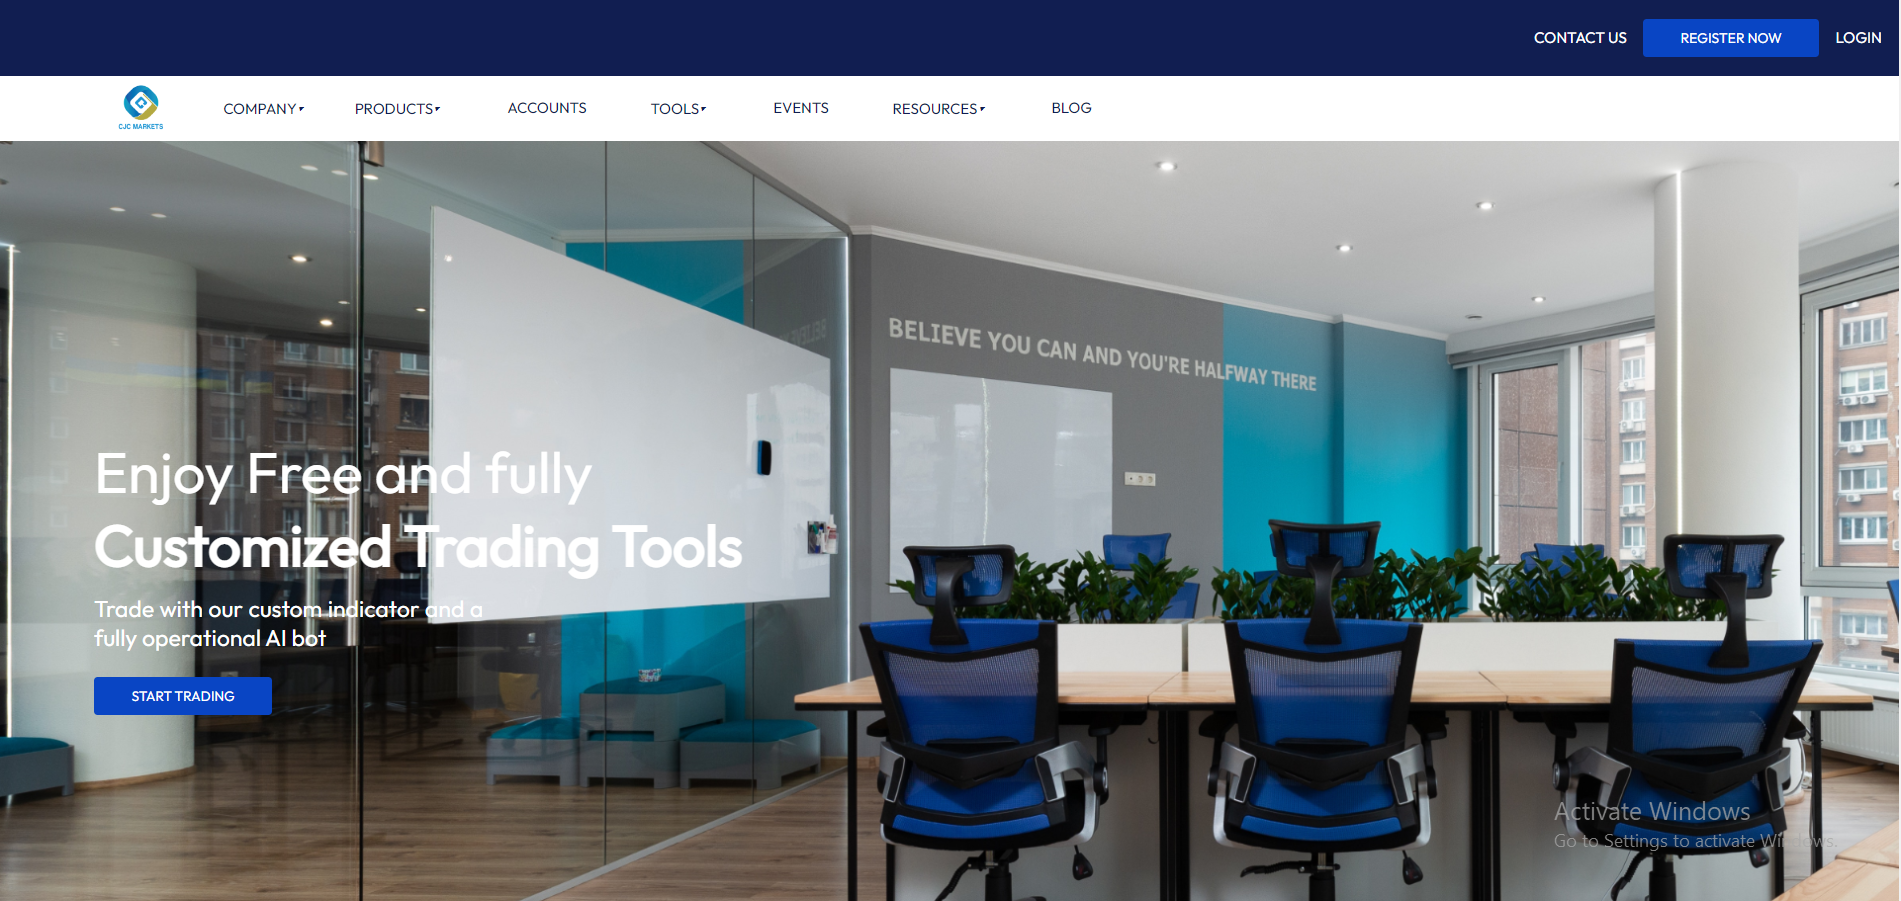 CONTACT US
REGISTER NOW
LOGIN
CJC MARKETS
COMPANY
PRODUCTS
ACCOUNTS
TOOLS
EVENTS
RESOURCES
BLOG
BELIEVE YOU CAN AND YOU'RE HALFWAY THERE
Enjoy Free and fully
Customized Trading Tools
Trade with our custom indicator and a
fully operational AI bot
START TRADING
Activate Windows
Go to Settings to activate Windows.